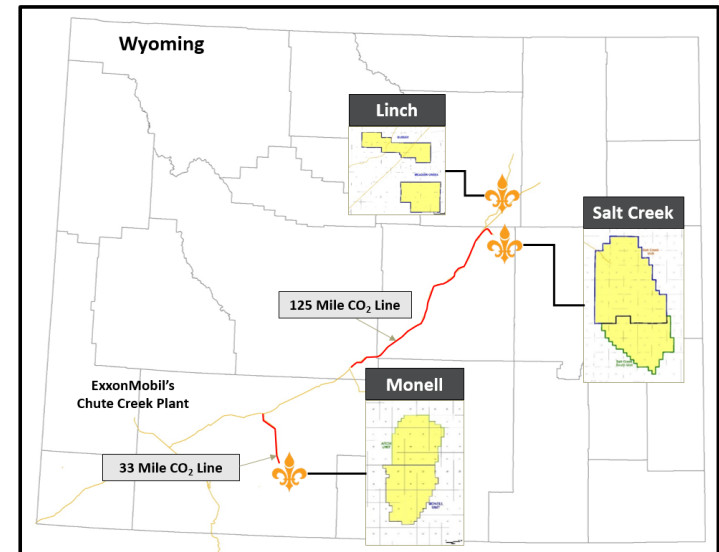 Wyoming
Linch
Salt Creek
125 Mile CO₂ Line
ExxonMobil's
Chute Creek Plant
Monell
33 Mile CO₂ Line